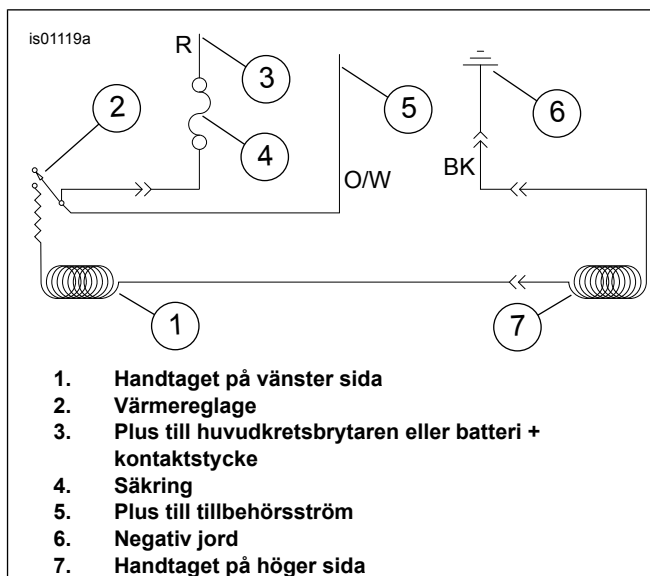 is01119a
R
3
2
5
6
4
O/W
BK
1
7
1. Handtaget på vänster sida
2. Värmereglage
3. Plus till huvudkretsbrytaren eller batteri +
kontaktstycke
4. Säkring
5. Plus till tillbehörsström
6. Negativ jord
7. Handtaget på höger sida